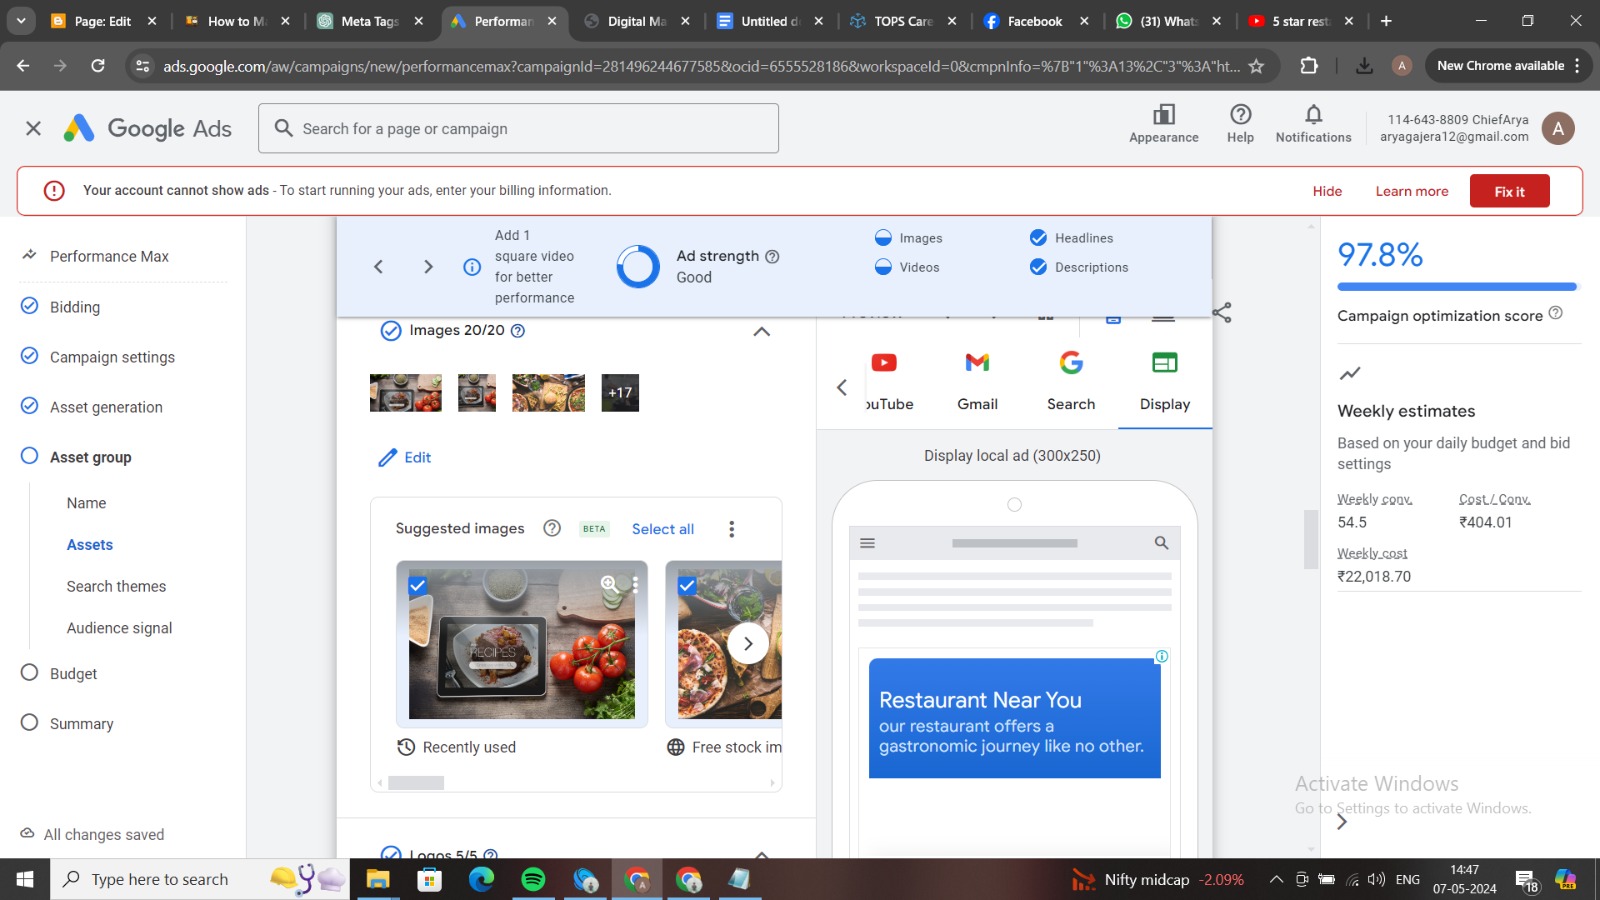 Page: Edit
How to M
Meta Tags
Performan
Digital Ma
Untitled d
TOPS Care
Facebook
(31) Whats
5 star rest
ads.google.com/aw/campaigns/new/performancemax?campaignId=28149624467758​5&ocid=6555528186&workspaceId=0&cmpnInfo=%7B"1"%3A13%2C"3"%3A"ht...
A
New Chrome available
Google Ads
Search for a page or campaign
Appearance
Help
Notifications
114-643-8809 ChiefArya
aryagajera12@gmail.com
A
Your account cannot show ads - To start running your ads, enter your billing information.
Hide
Learn more
Fix it
Performance Max
Bidding
Campaign settings
Asset generation
Asset group
Name
Assets
Search themes
Audience signal
Budget
Summary
All changes saved
Add 1
square video
for better
performance
Ad strength
Good
Images
Videos
Headlines
Descriptions
Images 20/20
+17
Edit
Suggested images
BETA
Select all
RECIPES
Recently used
Free stock im
Logos 5/5
uTube
Gmail
Search
Display
Display local ad (300x250)
Restaurant Near You
our restaurant offers a
gastronomic journey like no other.
97.8%
Campaign optimization score
Weekly estimates
Based on your daily budget and bid
settings
Weekly conv.
Cost / Conv.
54.5
₹404.01
Weekly cost
₹22,018.70
Activate Windows
Go to Settings to activate Windows.
Type here to search
Nifty midcap -2.09%
ENG
14:47
07-05-2024
18